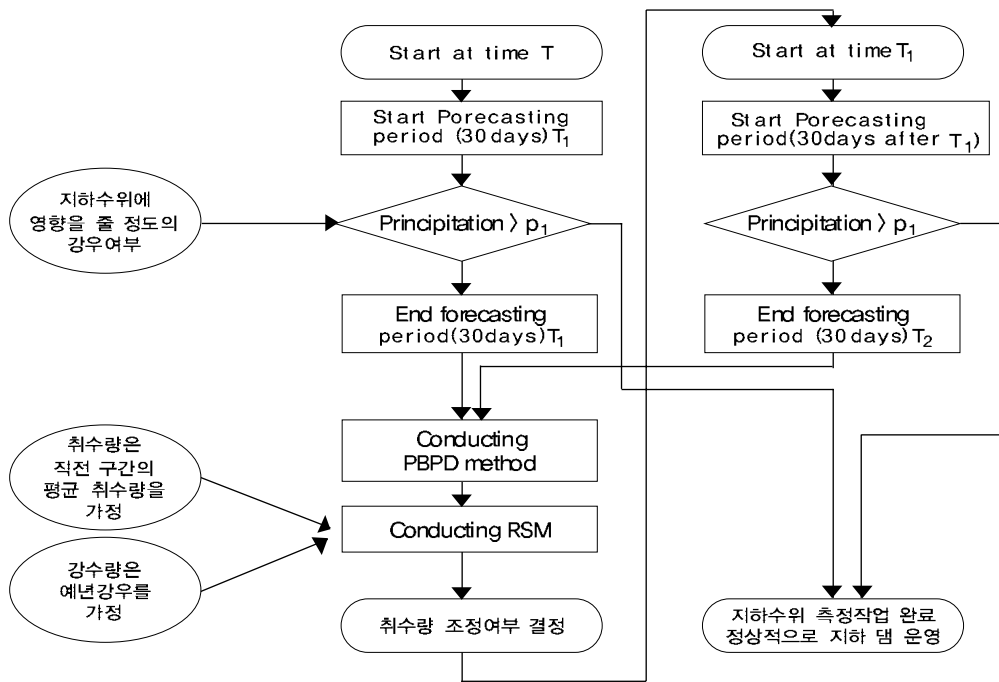 Start at time T
Start Porecasting
period (30days)T1
지하수위에
영향을 줄 정도의
강우여부
Principitation > p1
End forecasting
period(30days)T1
취수량은
직전 구간의
평균 취수량을
가정
Conducting
PBPD method
Conducting RSM
강수량은
예년강우를
가정
취수량 조정여부 결정
Start at time T1
Start Porecasting
period(30days after T1)
Principitation > p1
End forecasting
period (30days)T2
지하수위 측정작업 완료
정상적으로 지하 댐 운영